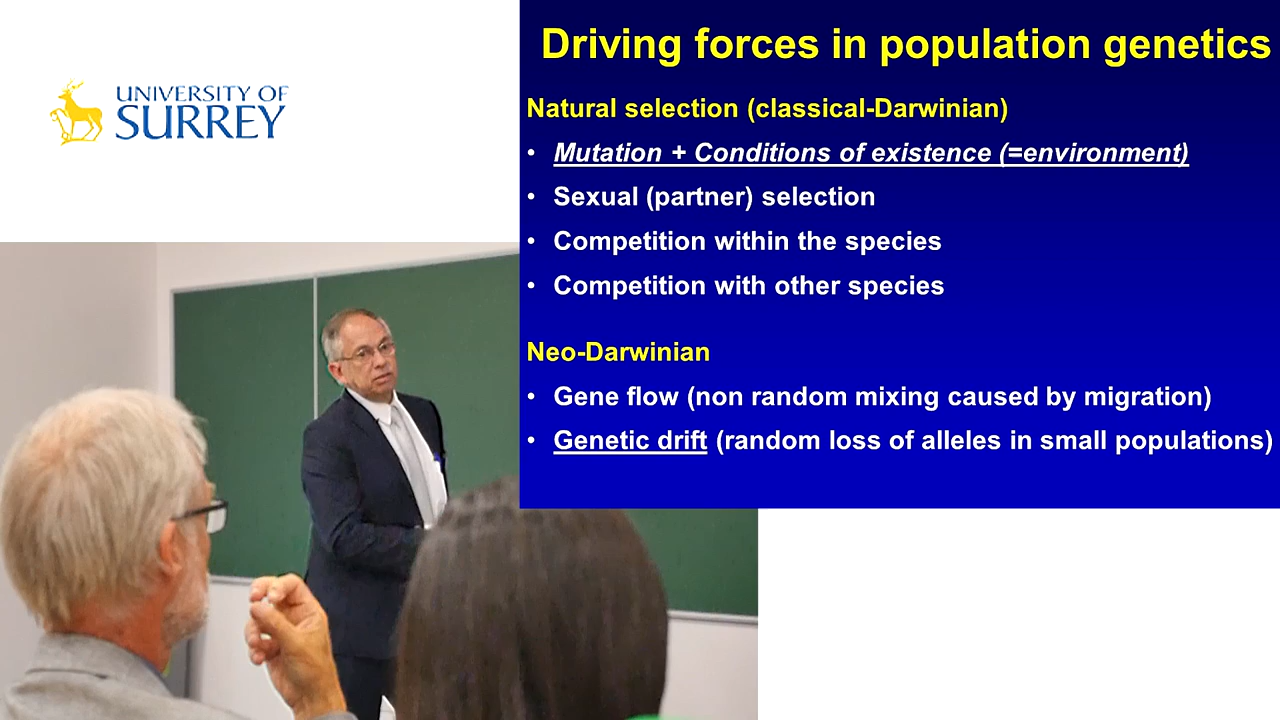 UNIVERSITY OF
SURREY
Driving forces in population genetics
Natural selection (classical-Darwinian)
• Mutation + Conditions of existence (=environment)
• Sexual (partner) selection
• Competition within the species
• Competition with other species
Neo-Darwinian
• Gene flow (non random mixing caused by migration)
• Genetic drift (random loss of alleles in small populations)